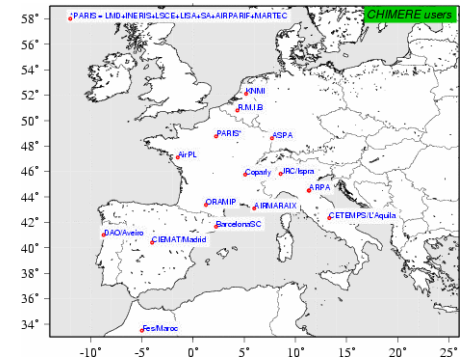 58°
*PARIS = LMD+INERIS+LSCE+LISA+SA+AIRPARIF+MARTEC
CHIMERE users
56°
54°
52°
KNMI
R.M.I.B
50°
PARIS*
ASPA
48°
AirPL
46°
Coparly
JRC/Ispra
ARPA
44°
ORAMIP
AIRMARAIX
42°
BarcelonaSC
CETEMPS/L'Aquila
DAO/Aveiro
CIEMAT/Madrid
40°
38°
36°
34°
Fes/Maroc
-10° -5° 0° 5° 10° 15° 20° 25°